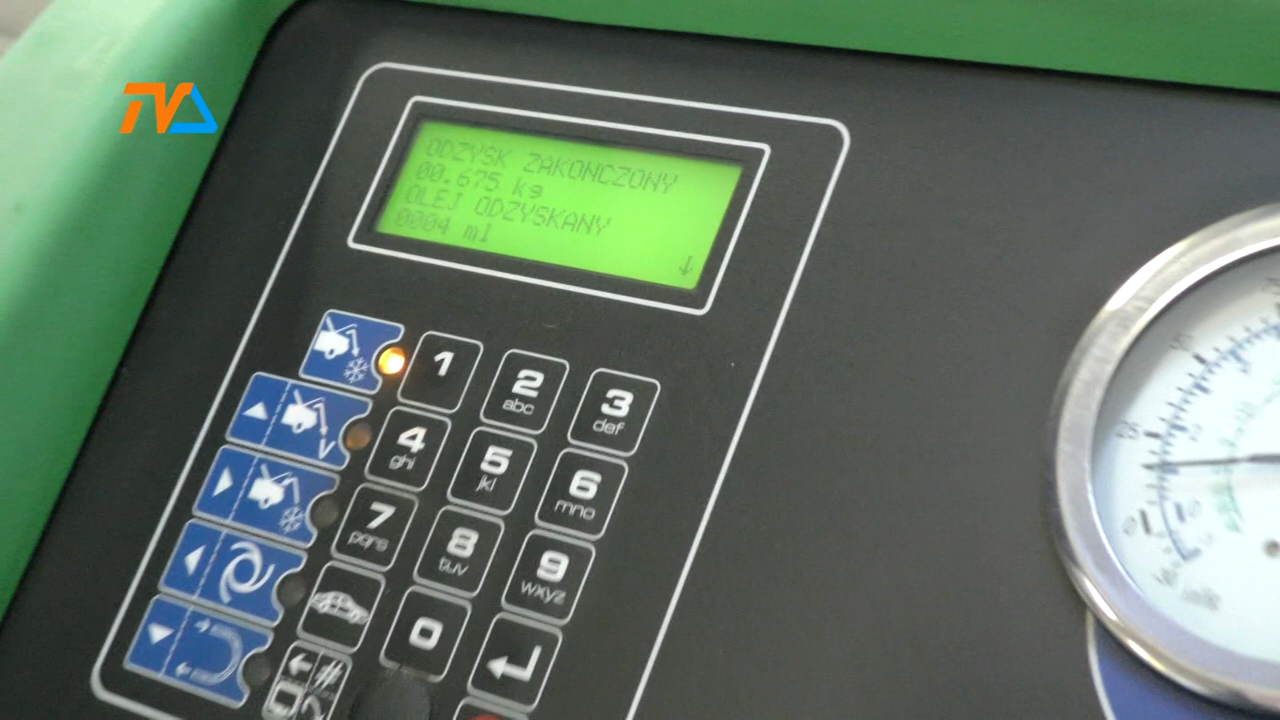 TVA
ODZYSK ZAKOŃCZONY
00.675 kg
OLEJ ODZYSKANY
0004 ml
↓
1
2
abc
3
def
4
ghi
5
jkl
6
mno
7
pqrs
8
tuv
9
wxyz
0